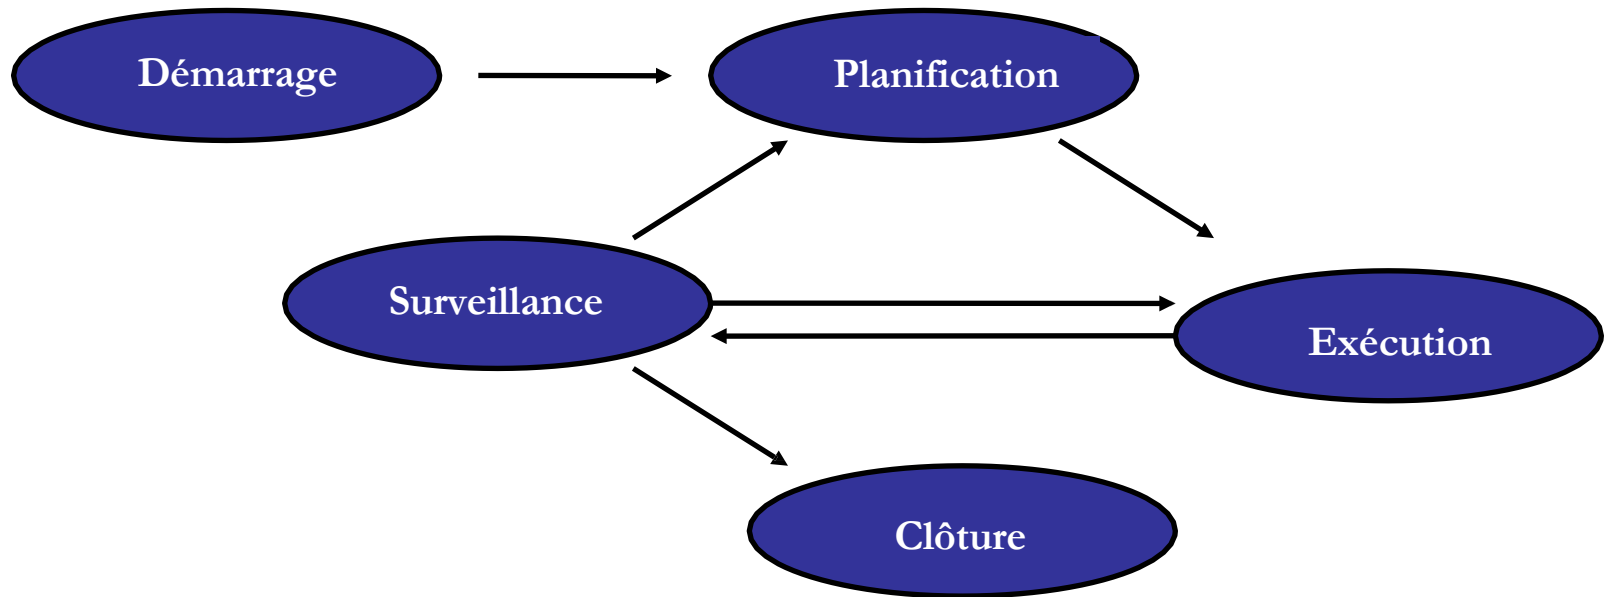 Démarrage
Planification
Surveillance
Exécution
Clôture